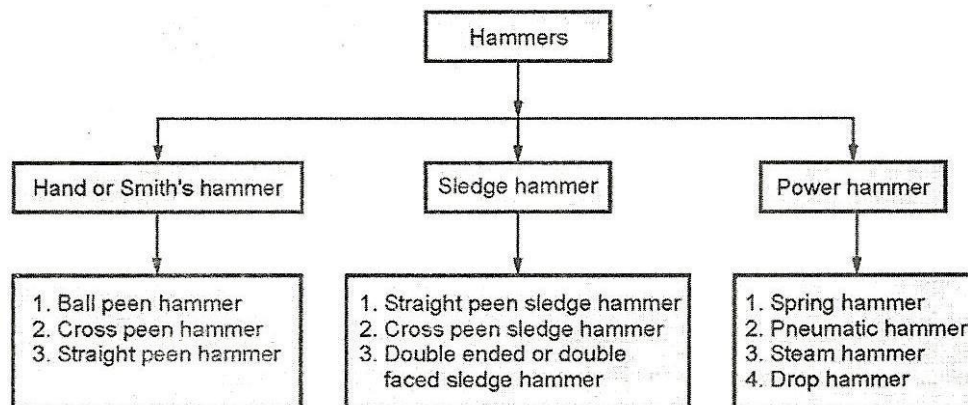 Hammers
Hand or Smith's hammer
Sledge hammer
Power hammer
1. Ball peen hammer
2. Cross peen hammer
3. Straight peen hammer
1. Straight peen sledge hammer
2. Cross peen sledge hammer
3. Double ended or double
faced sledge hammer
1. Spring hammer
2. Pneumatic hammer
3. Steam hammer
4. Drop hammer